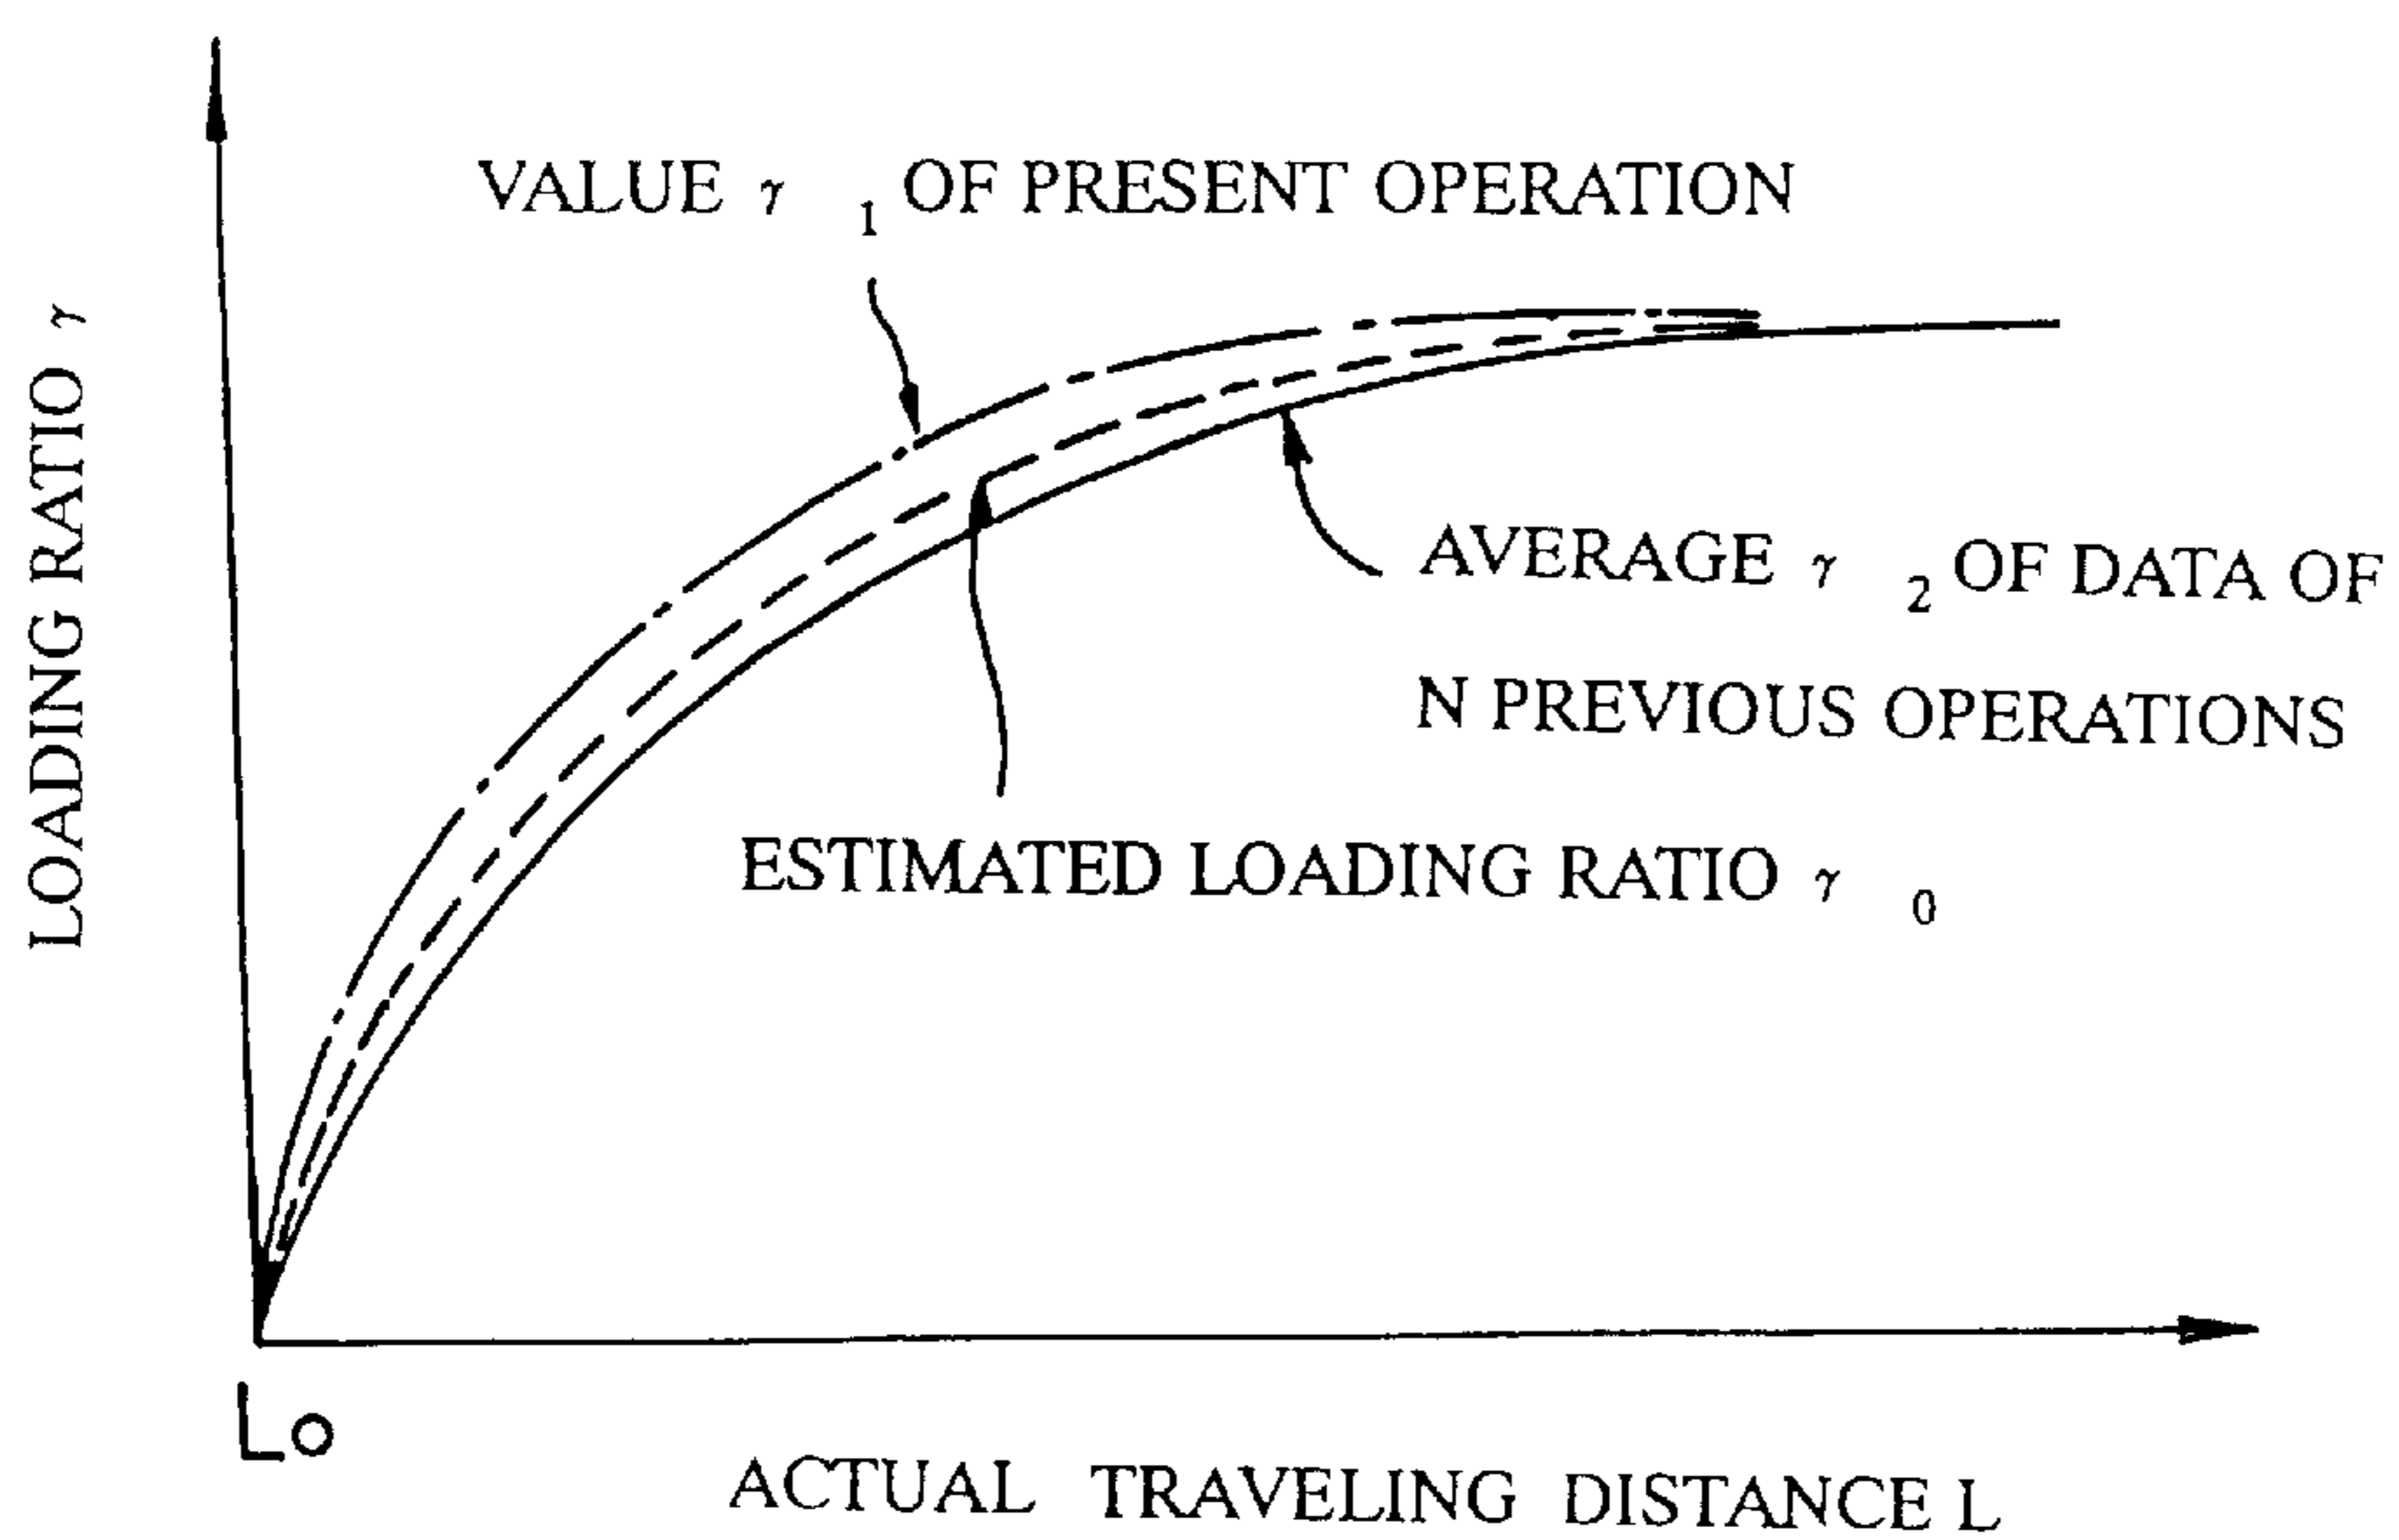 LOADING RATIO γ
VALUE γ 1 OF PRESENT OPERATION
AVERAGE γ 2 OF DATA OF
N PREVIOUS OPERATIONS
ESTIMATED LOADING RATIO γ 0
Lo
ACTUAL TRAVELING DISTANCE L